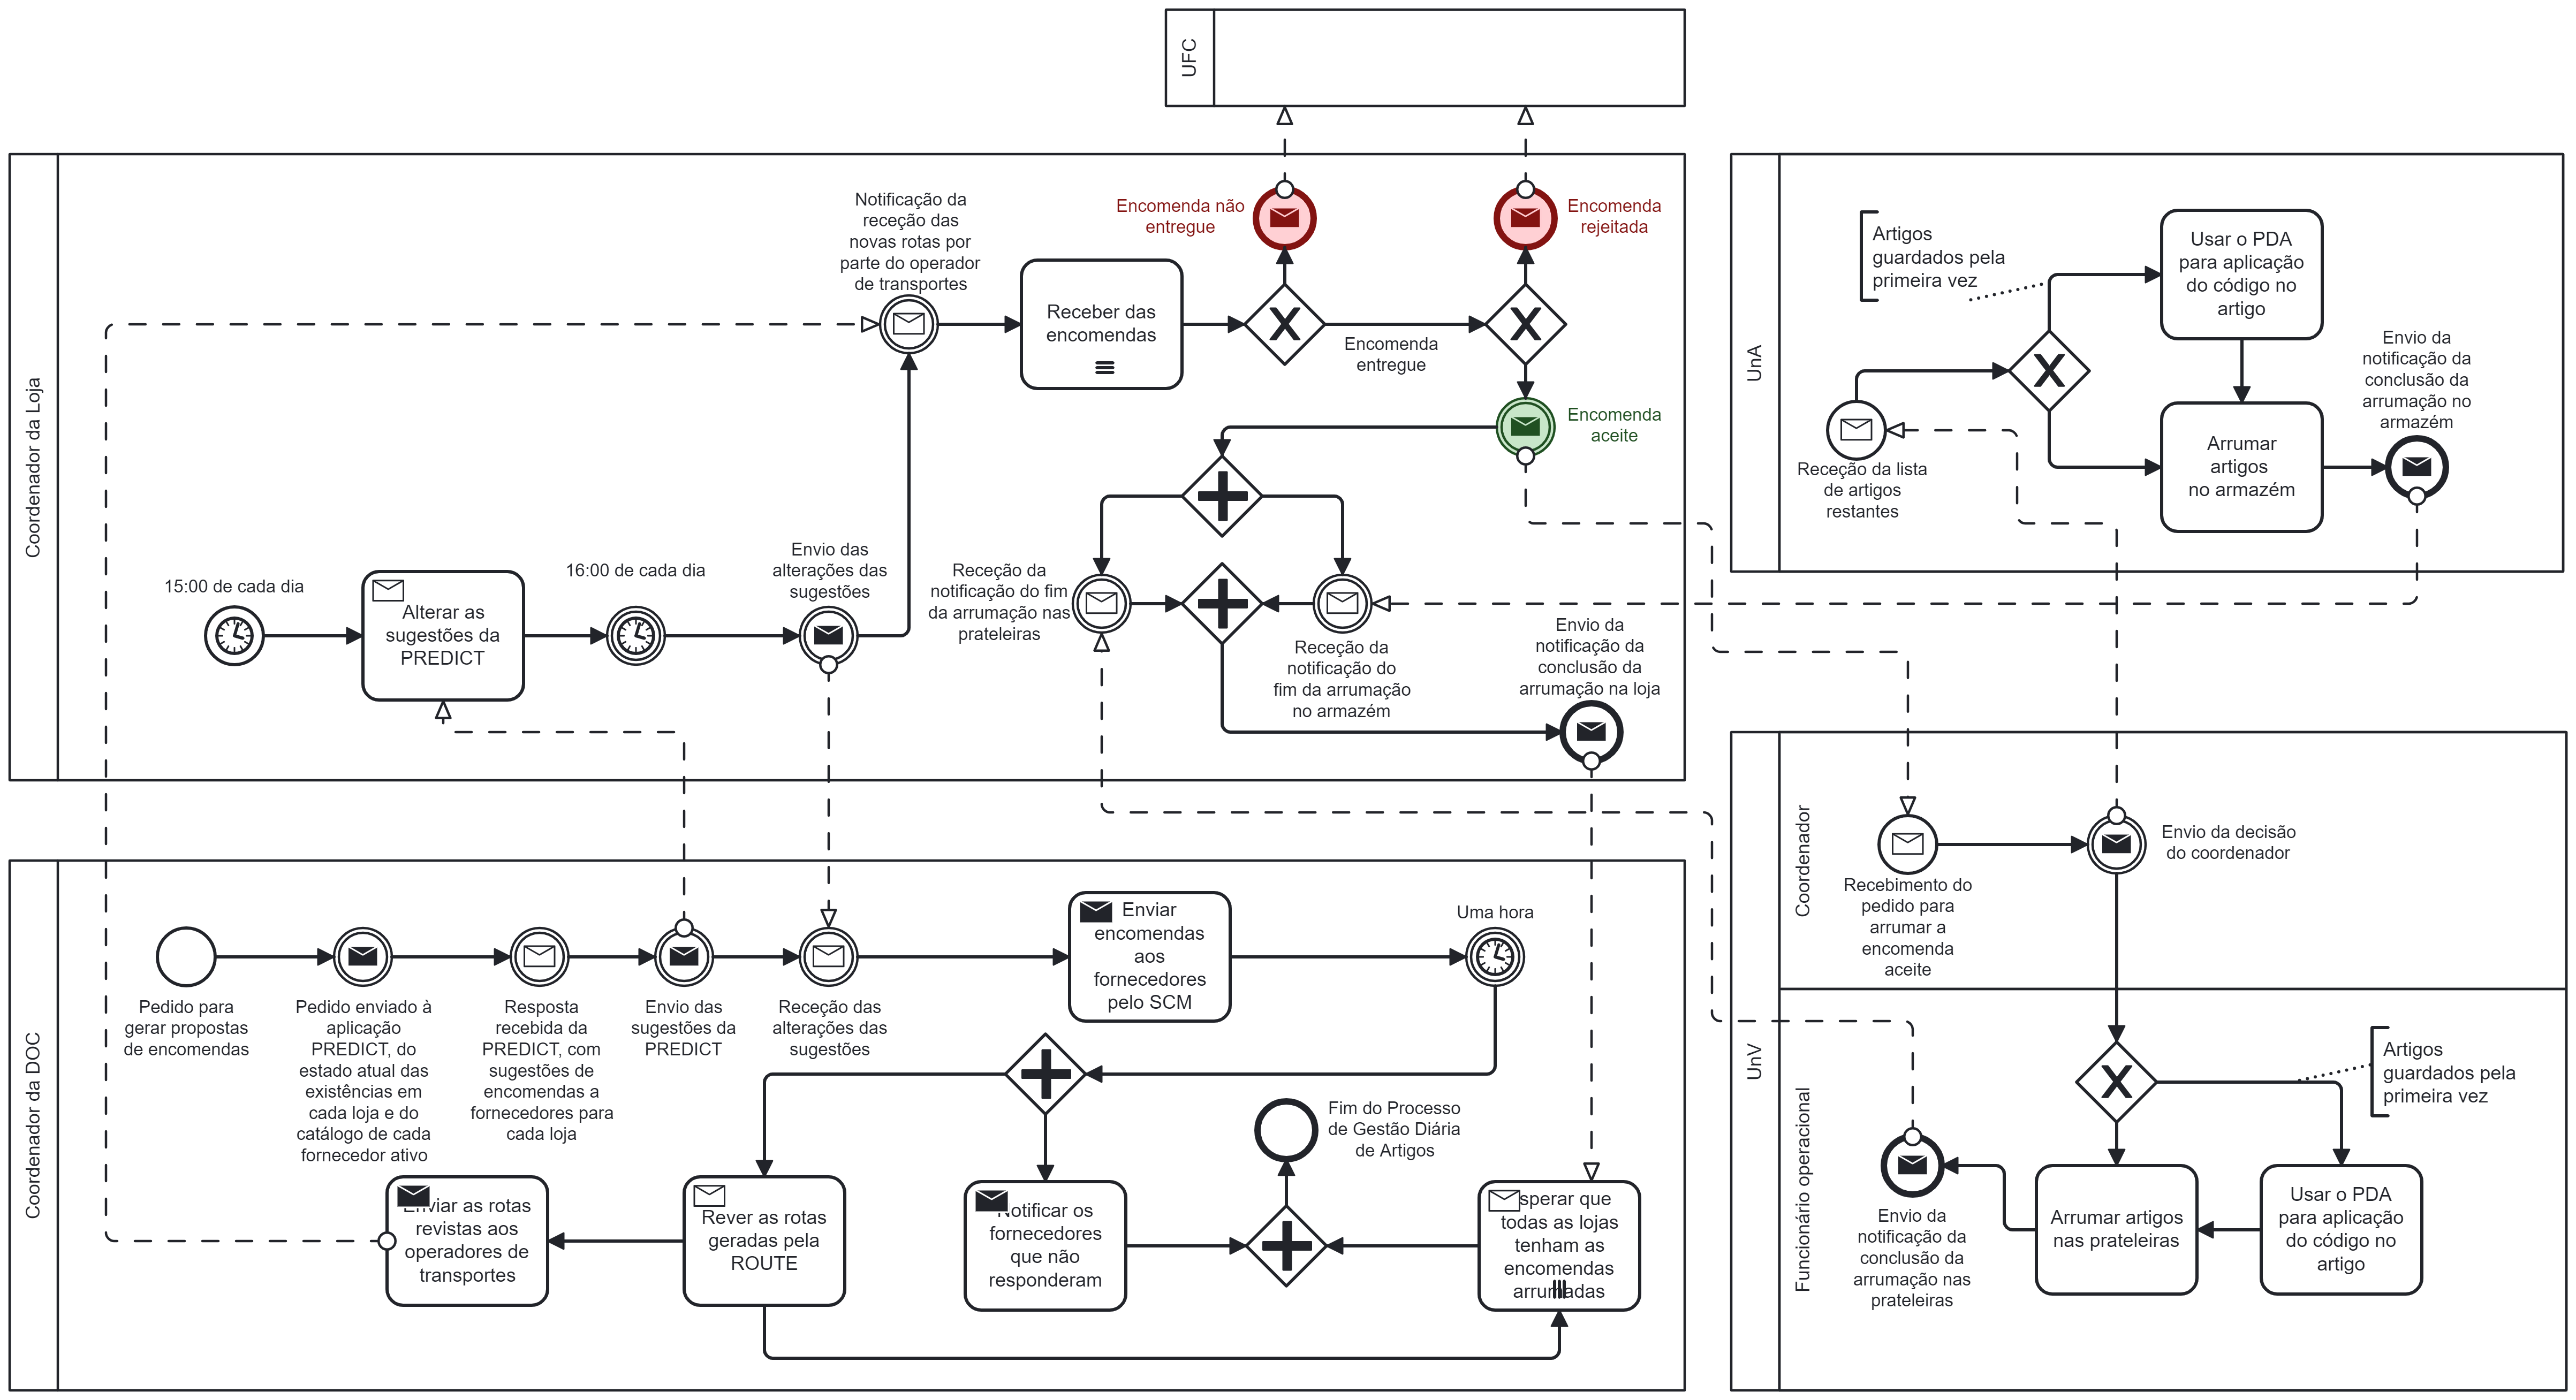 UFC
Coordenador da Loja
Notificação da
receção das
novas rotas por
parte do operador
de transportes
Receber das
encomendas
Encomenda não
entregue
Encomenda
entregue
Encomenda
rejeitada
Encomenda
aceite
15:00 de cada dia
Alterar as
sugestões da
PREDICT
16:00 de cada dia
Envio das
alterações das
sugestões
Receção da
notificação do fim
da arrumação nas
prateleiras
Receção da
notificação do
fim da arrumação
no armazém
Envio da
notificação da
conclusão da
arrumação na loja
UnA
Artigos
guardados pela
primeira vez
Usar o PDA
para aplicação
do código no
artigo
Receção da lista
de artigos
restantes
Arrumar
artigos
no armazém
Envio da
notificação da
conclusão da
arrumação no
armazém
Coordenador da DOC
Pedido para
gerar propostas
de encomendas
Pedido enviado à
aplicação
PREDICT, do
estado atual das
existências em
cada loja e do
catálogo de cada
fornecedor ativo
Resposta
recebida da
PREDICT, com
sugestões de
encomendas a
fornecedores para
cada loja
Envio das
sugestões da
PREDICT
Receção das
alterações das
sugestões
Enviar
encomendas
aos
fornecedores
pelo SCM
Uma hora
Enviar as rotas
revistas aos
operadores de
transportes
Rever as rotas
geradas pela
ROUTE
Notificar os
fornecedores
que não
responderam
Fim do Processo
de Gestão Diária
de Artigos
sperar que
todas as lojas
tenham as
encomendas
arrumadas
UnV
Coordenador
Recebimento do
pedido para
arrumar a
encomenda
aceite
Envio da decisão
do coordenador
Funcionário operacional
Artigos
guardados pela
primeira vez
Envio da
notificação da
conclusão da
arrumação nas
prateleiras
Arrumar artigos
nas prateleiras
Usar o PDA
para aplicação
do código no
artigo